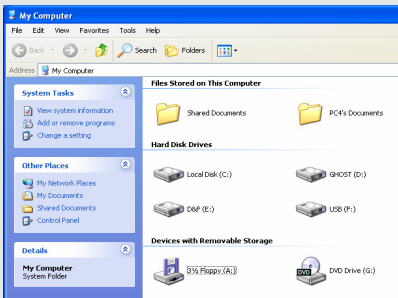 My Computer
File Edit View Favorites Tools Help
Back Search Folders
Address My Computer
System Tasks
View system information
Add or remove programs
Change a setting
Other Places
My Network Places
My Documents
Shared Documents
Control Panel
Details
My Computer
System Folder
Files Stored on This Computer
Shared Documents PC4's Documents
Hard Disk Drives
Local Disk (C:) GHOST (D:)
D&F (E:) USB (F:)
Devices with Removable Storage
3½ Floppy (A:) DVD Drive (G:)
DVD